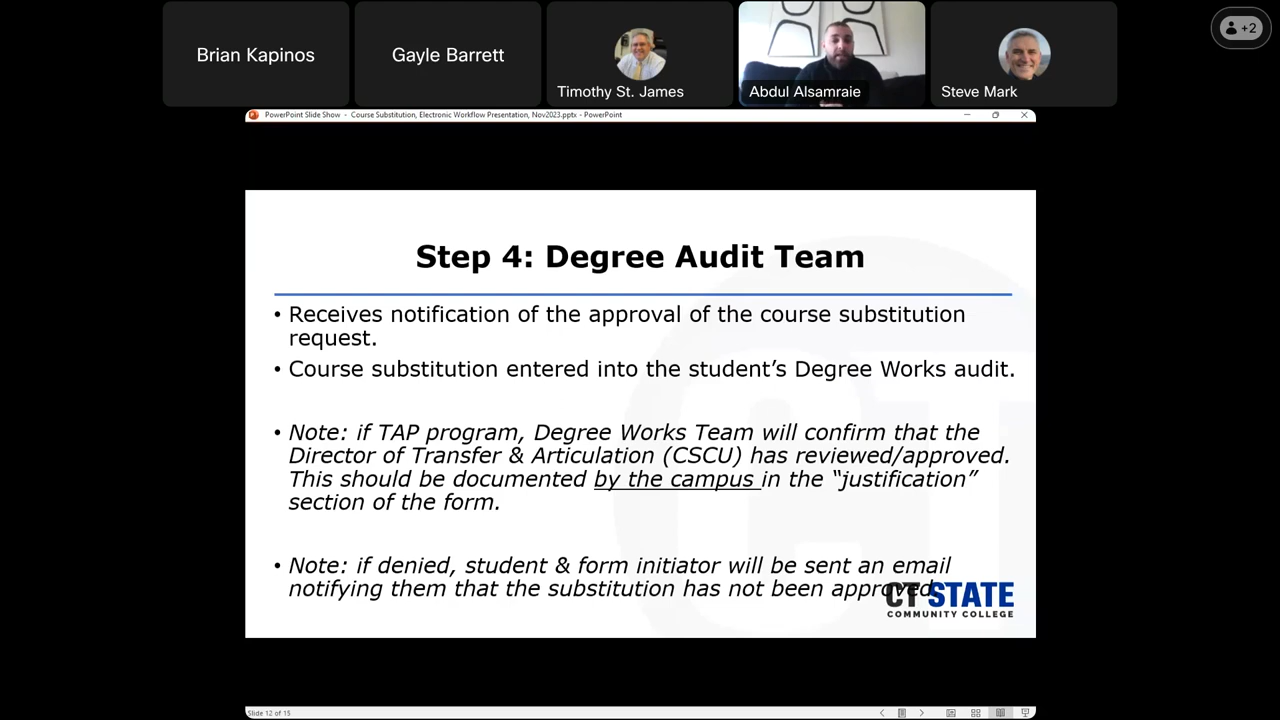 Brian Kapinos
Gayle Barrett
Timothy St. James
Abdul Alsamraie
Steve Mark
+2
PowerPoint Slide Show - Course Substitution, Electronic Workflow Presentation, Nov2023.pptx - PowerPoint
Step 4: Degree Audit Team
• Receives notification of the approval of the course substitution
request.
• Course substitution entered into the student’s Degree Works audit.
• Note: if TAP program, Degree Works Team will confirm that the
Director of Transfer & Articulation (CSCU) has reviewed/approved.
This should be documented by the campus in the “justification”
section of the form.
• Note: if denied, student & form initiator will be sent an email
notifying them that the substitution has not been approved.
CT STATE
COMMUNITY COLLEGE
Slide 12 of 15